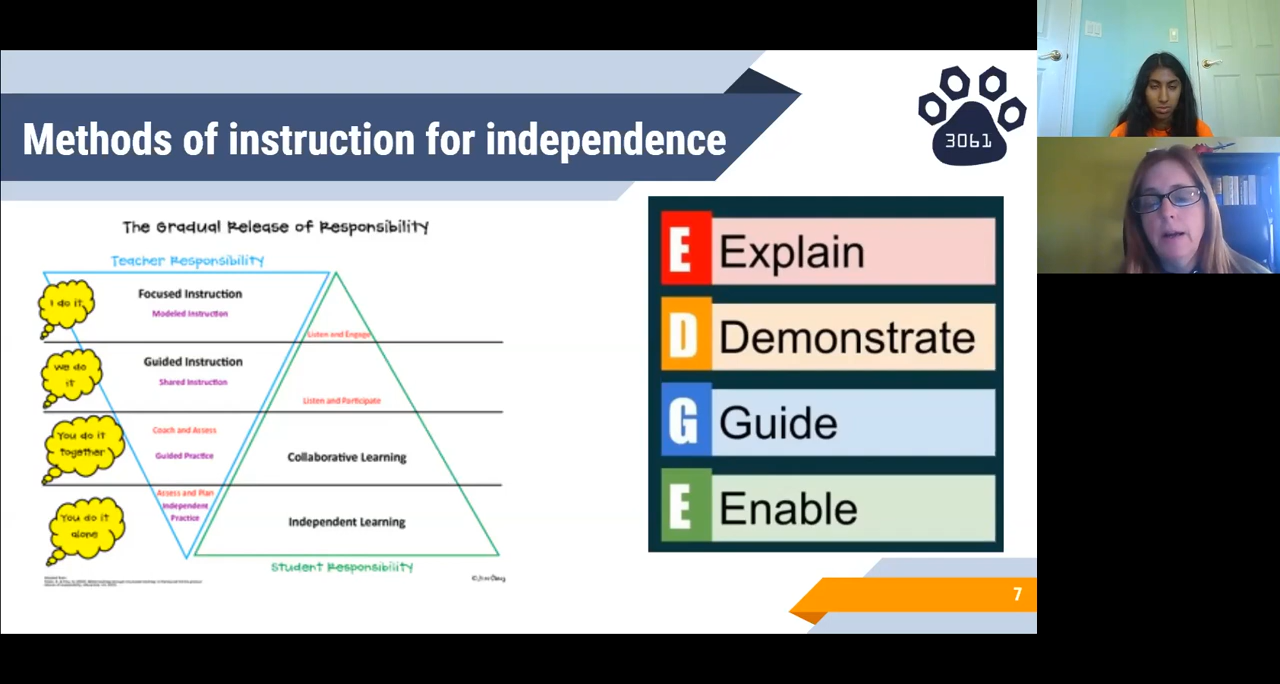 Methods of instruction for independence
3061
The Gradual Release of Responsibility
Teacher Responsibility
I do it
Focused Instruction
Modeled Instruction
Listen and Engage
we do
it
Guided Instruction
Shared Instruction
Listen and Participate
You do it
together
Coach and Assess
Guided Practice
Collaborative Learning
You do it
alone
Assess and Plan
Independent
Practice
Independent Learning
Student Responsibility
E Explain
D Demonstrate
G Guide
E Enable
7